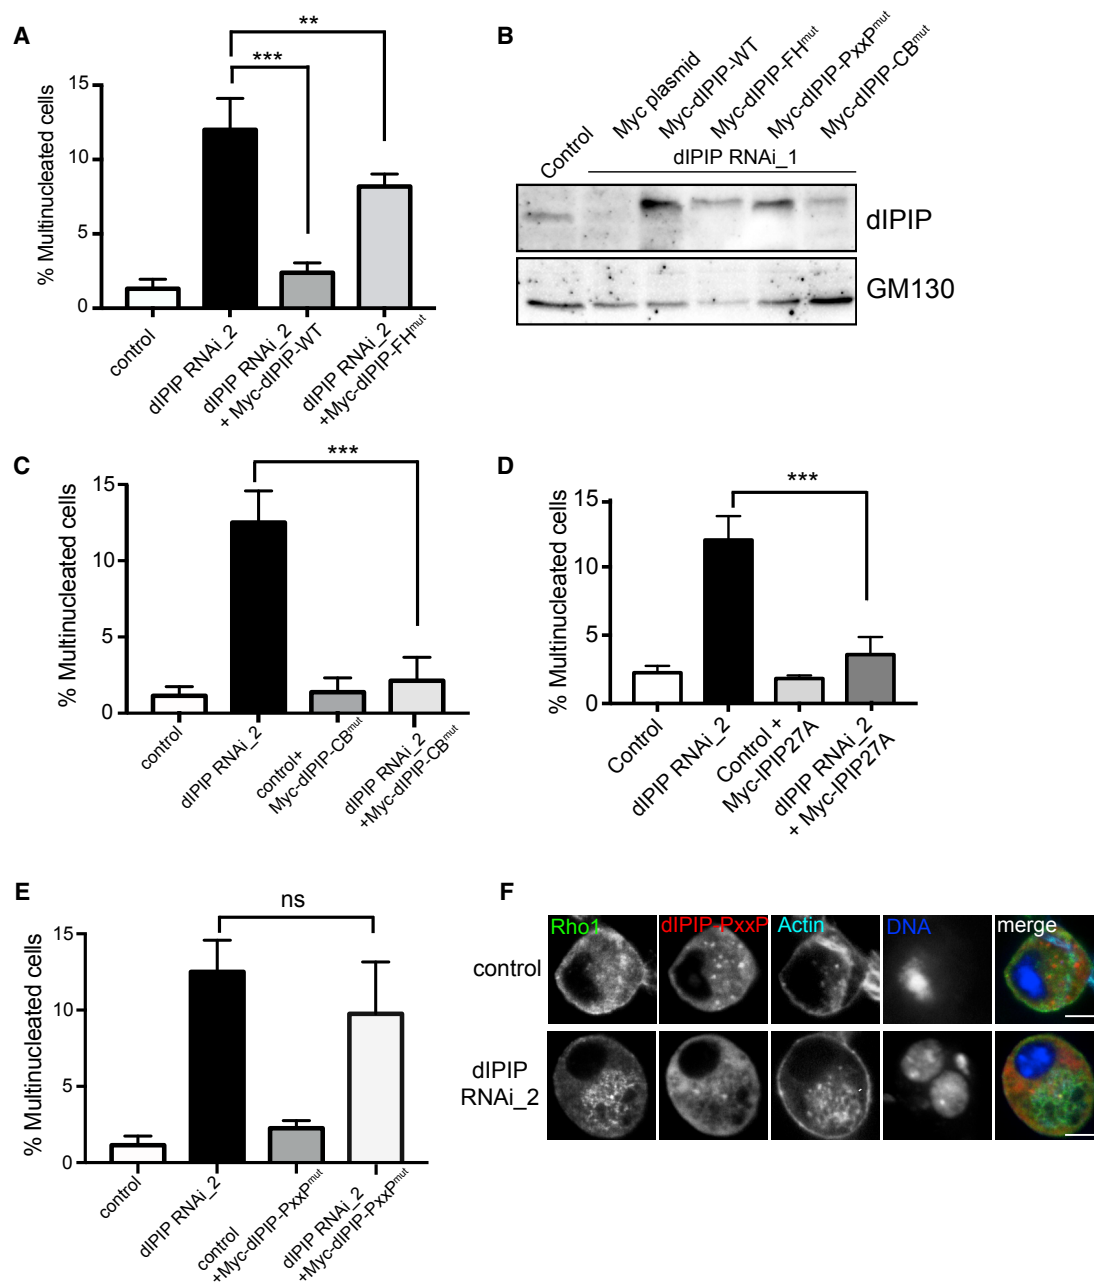 A
**
***
% Multinucleated cells
15
10
5
0
control
dIPIP RNAi_2
dIPIP RNAi_2
+ Myc-dIPIP-WT
dIPIP RNAi_2
+Myc-dIPIP-FHmut
B
Control
Myc plasmid
Myc-dIPIP-WT
Myc-dIPIP-FHmut
Myc-dIPIP-PxxPmut
Myc-dIPIP-CBmut
dIPIP RNAi_1
dIPIP
GM130
C
***
% Multinucleated cells
15
10
5
0
control
dIPIP RNAi_2
control+
Myc-dIPIP-CBmut
dIPIP RNAi_2
+Myc-dIPIP-CBmut
D
***
% Multinucleated cells
15
10
5
0
Control
dIPIP RNAi_2
Control +
Myc-IPIP27A
dIPIP RNAi_2
+ Myc-IPIP27A
E
ns
% Multinucleated cells
15
10
5
0
control
dIPIP RNAi_2
control
+Myc-dIPIP-PxxPmut
dIPIP RNAi_2
+Myc-dIPIP-PxxPmut
F
Rho1
dIPIP-PxxP
Actin
DNA
merge
control
dIPIP
RNAi_2